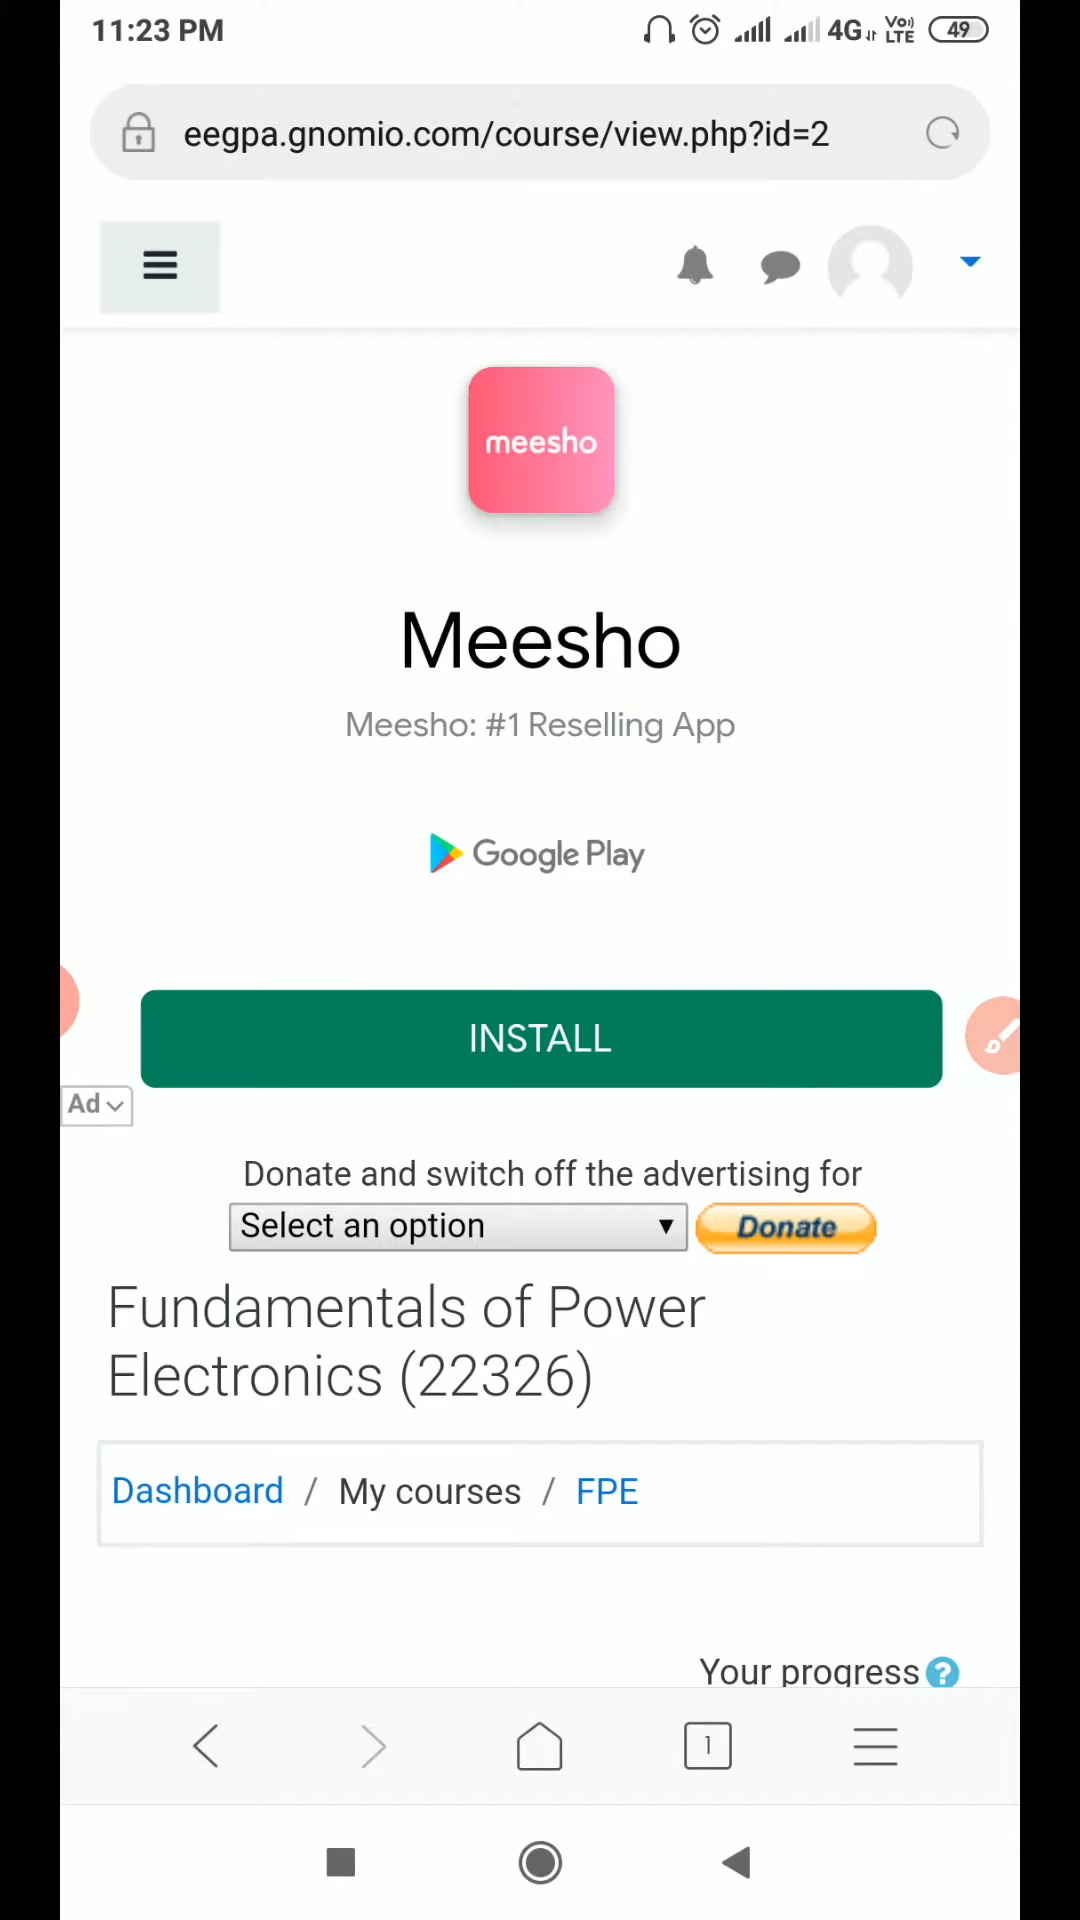 11:23 PM 4G Vo)) LTE 49
eegpa.gnomio.com/course/view.php?id=2
meesho
Meesho
Meesho: #1 Reselling App
Google Play
INSTALL
Ad
Donate and switch off the advertising for
Select an option Donate
Fundamentals of Power
Electronics (22326)
Dashboard / My courses / FPE
Your progress ?
1